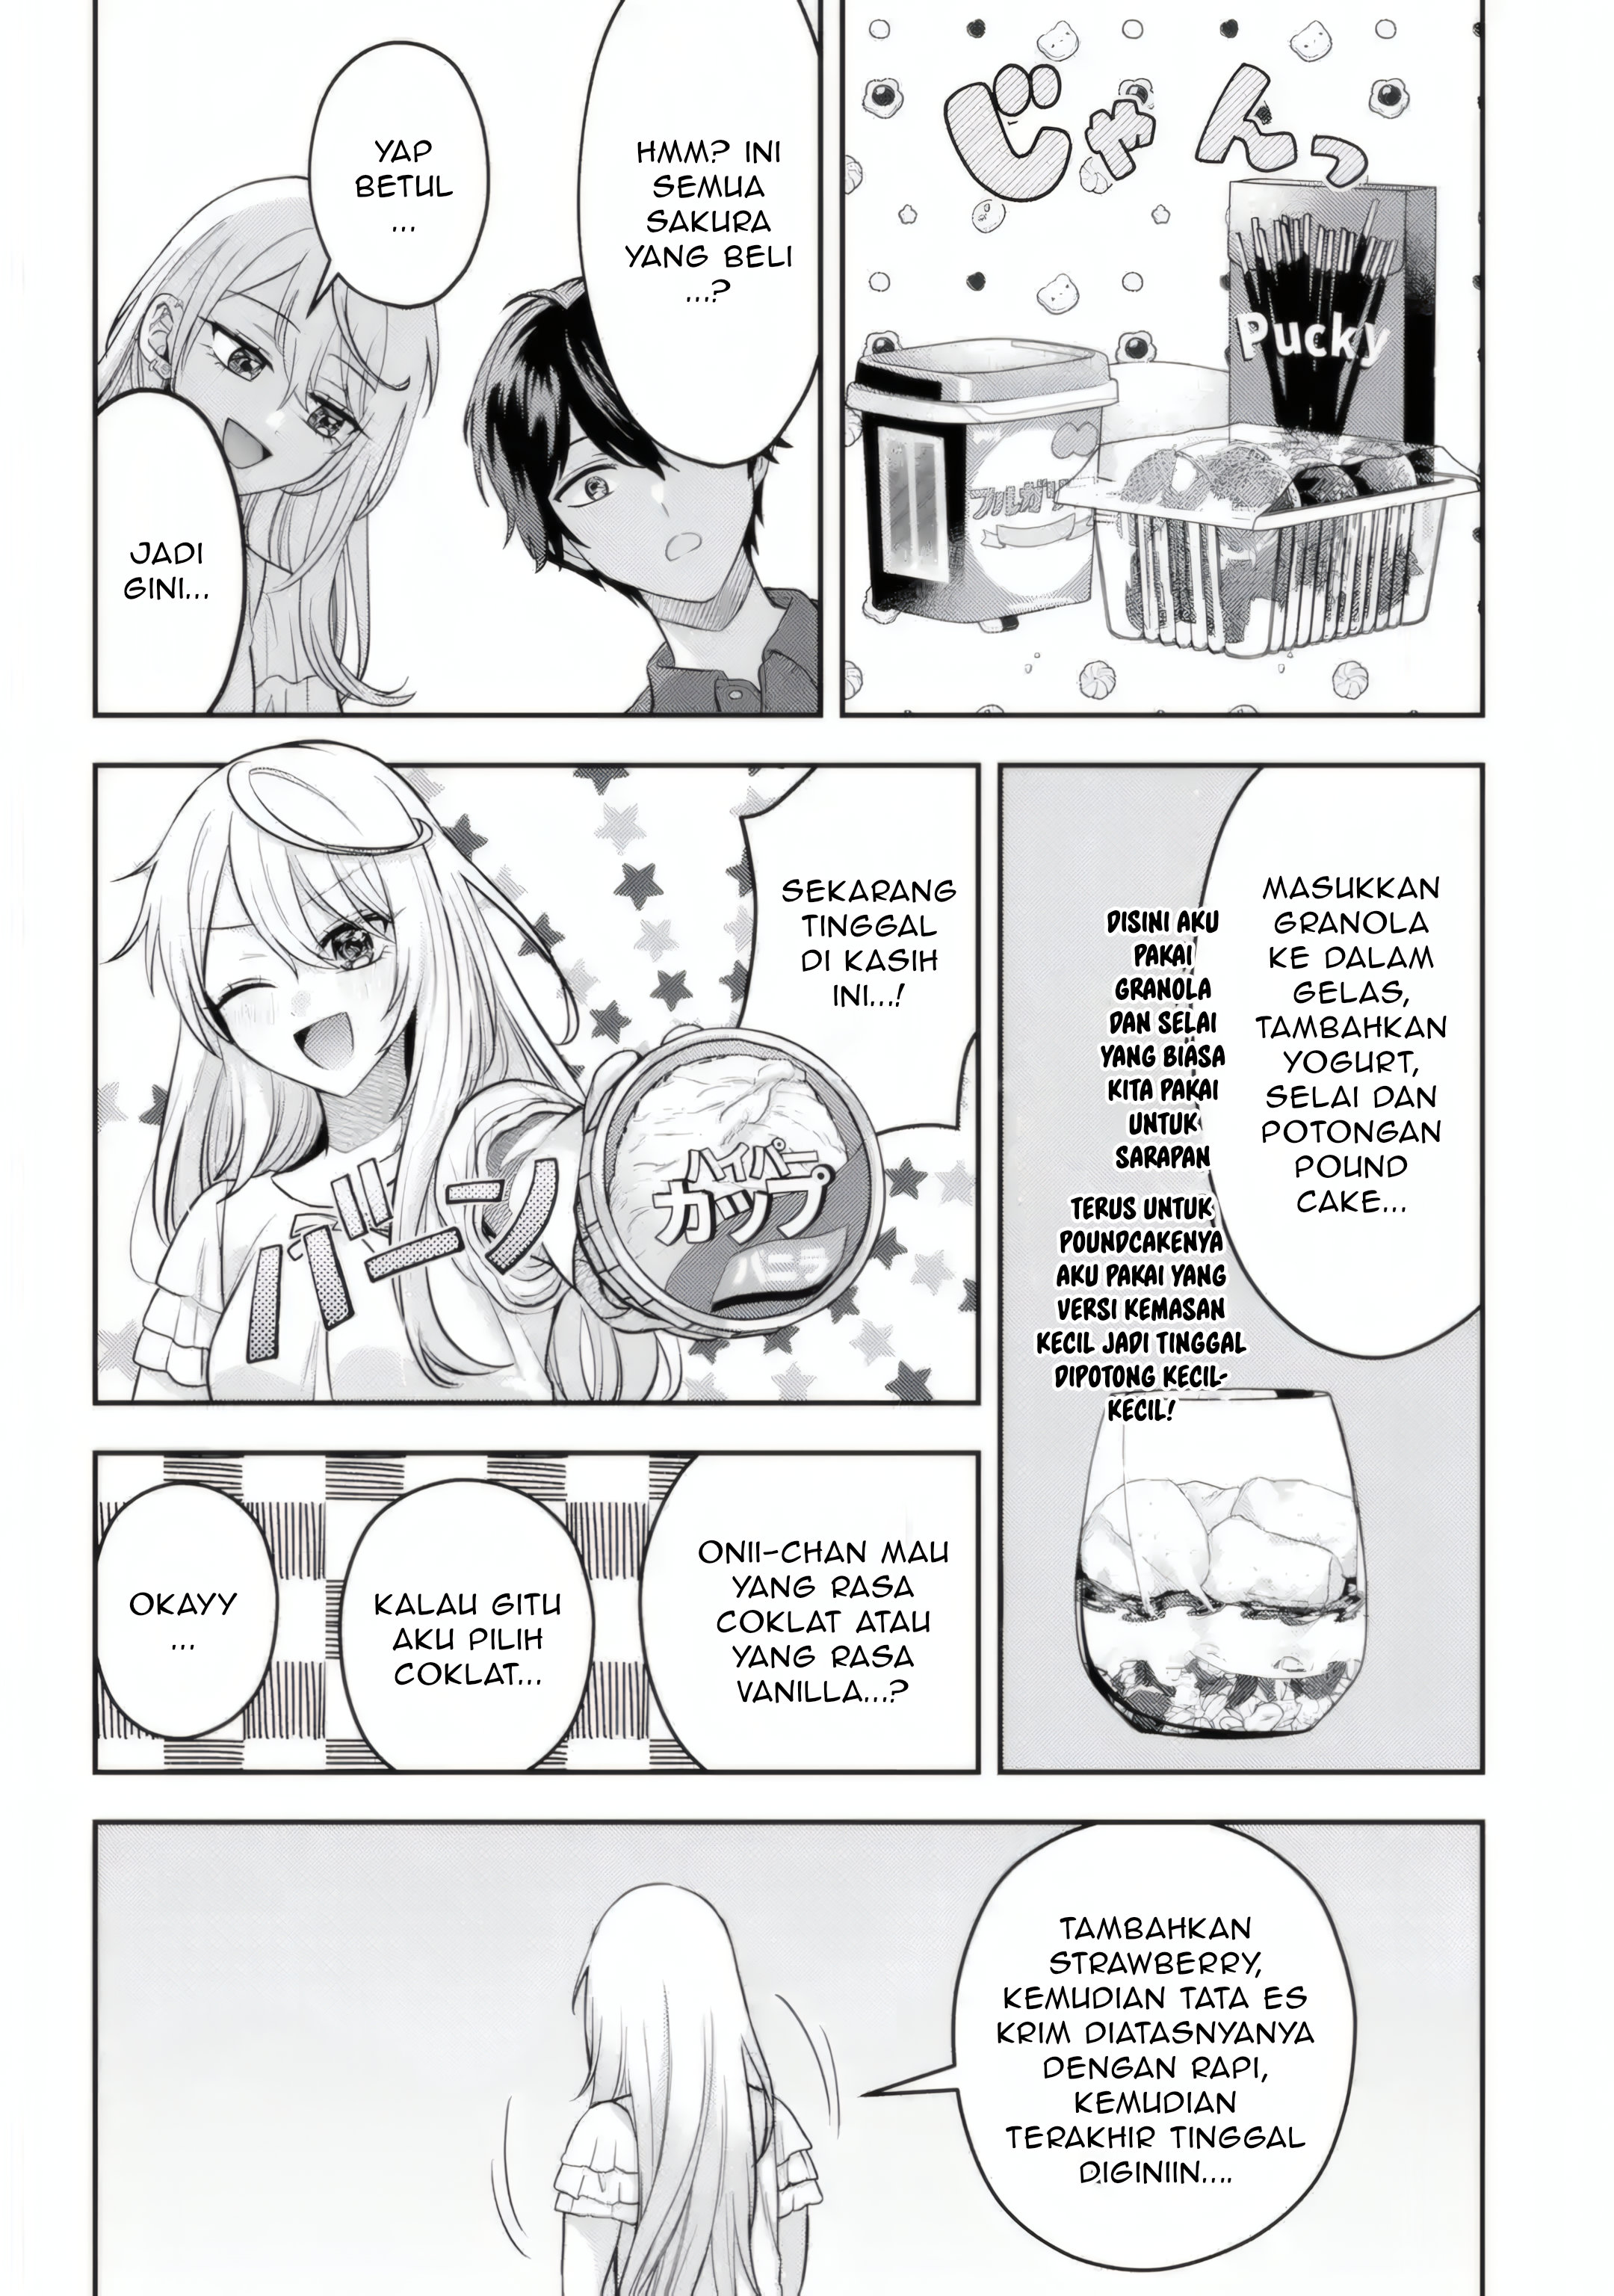 じゃんっ
Pucky
フルガリ
HMM? INI
SEMUA
SAKURA
YANG BELI
...?
YAP
BETUL
...
JADI
GINI...
MASUKKAN
GRANOLA
KE DALAM
GELAS,
TAMBAHKAN
YOGURT,
SELAI DAN
POTONGAN
POUND
CAKE...
DISINI AKU
PAKAI
GRANOLA
DAN SELAI
YANG BIASA
KITA PAKAI
UNTUK
SARAPAN
TERUS UNTUK
POUNDCAKENYA
AKU PAKAI YANG
VERSI KEMASAN
KECIL JADI TINGGAL
DIPOTONG KECIL-
KECIL!
SEKARANG
TINGGAL
DI KASIH
INI...!
ハイパー
カップ
バニラ
バーン
ONII-CHAN MAU
YANG RASA
COKLAT ATAU
YANG RASA
VANILLA...?
KALAU GITU
AKU PILIH
COKLAT...
OKAYY
...
TAMBAHKAN
STRAWBERRY,
KEMUDIAN TATA ES
KRIM DIATASNYANYA
DENGAN RAPI,
KEMUDIAN
TERAKHIR TINGGAL
DIGINIIN....